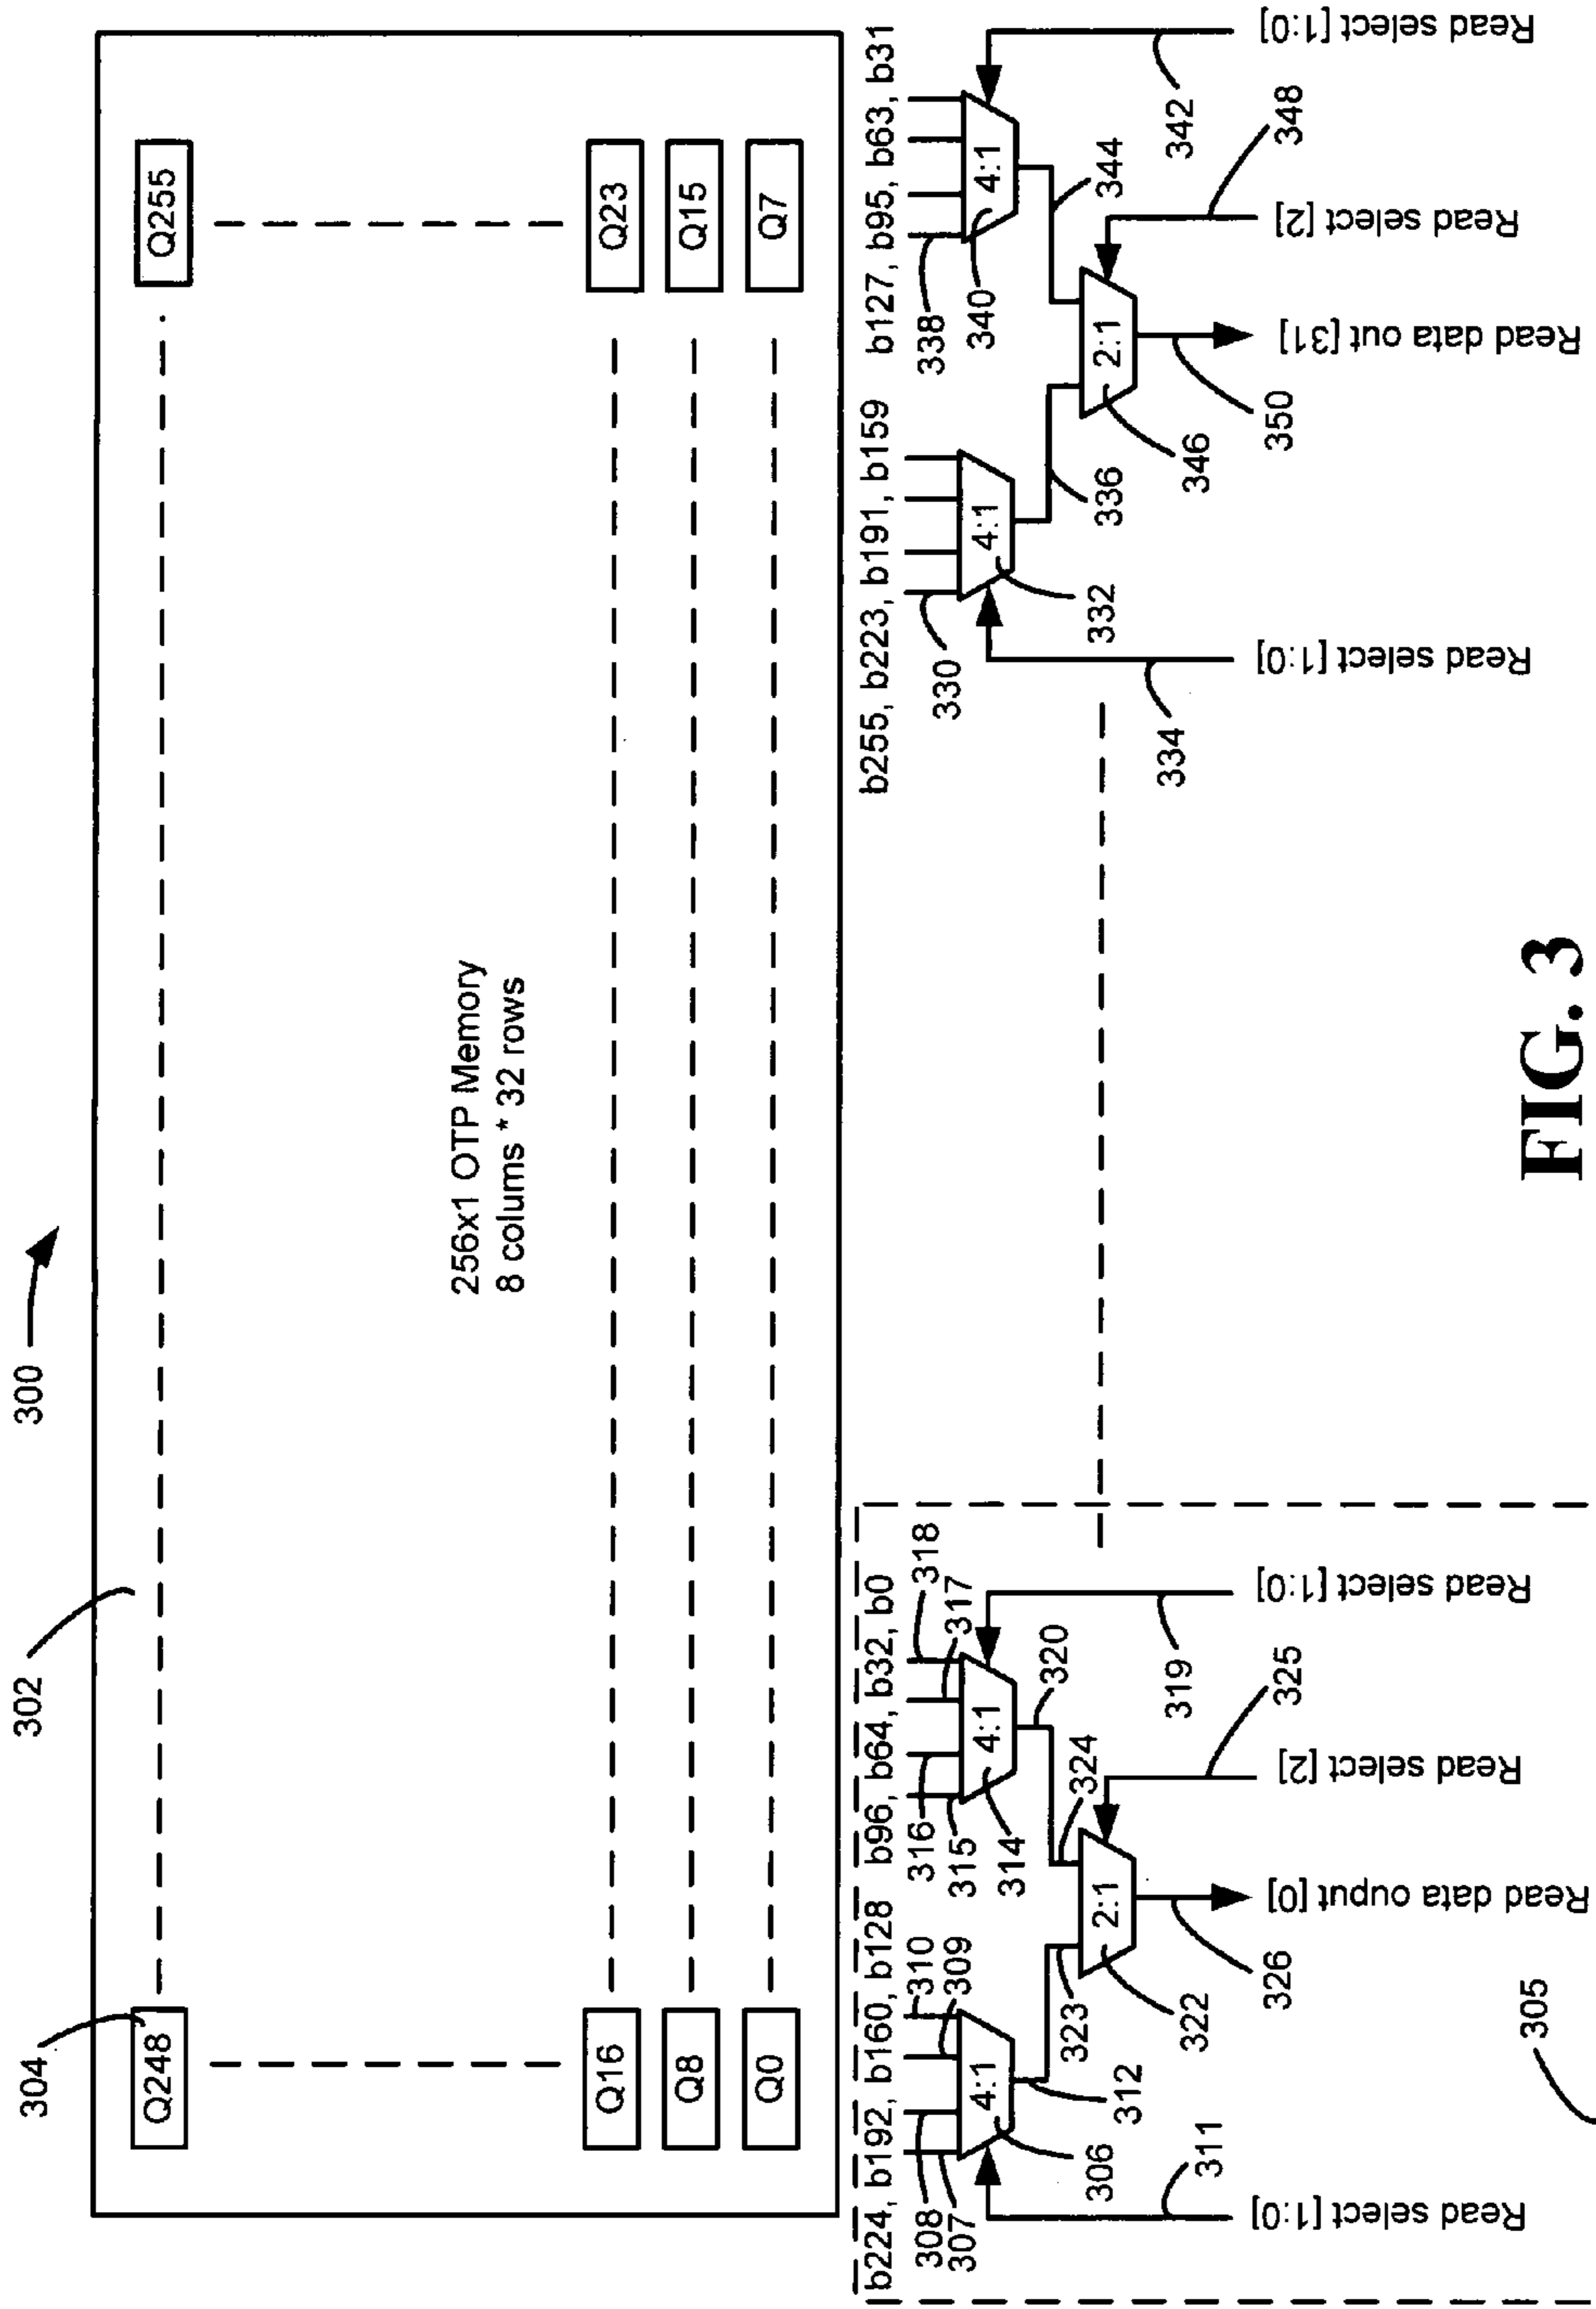 300
302
304
Q248
Q255
256x1 OTP Memory
8 colums * 32 rows
Q16
Q23
Q8
Q15
Q0
Q7
b224, b192, b160, b128
b96, b64, b32, b0
b255, b223, b191, b159
b127, b95, b63, b31
308
307
310
309
316
315
318
317
330
338
4:1
4:1
4:1
4:1
306
314
332
340
312
320
336
344
311
323
324
319
334
342
2:1
2:1
322
325
346
348
326
350
Read select [1:0]
Read data ouput [0]
Read select [2]
Read select [1:0]
Read select [1:0]
Read data out [31]
Read select [2]
Read select [1:0]
305
FIG. 3